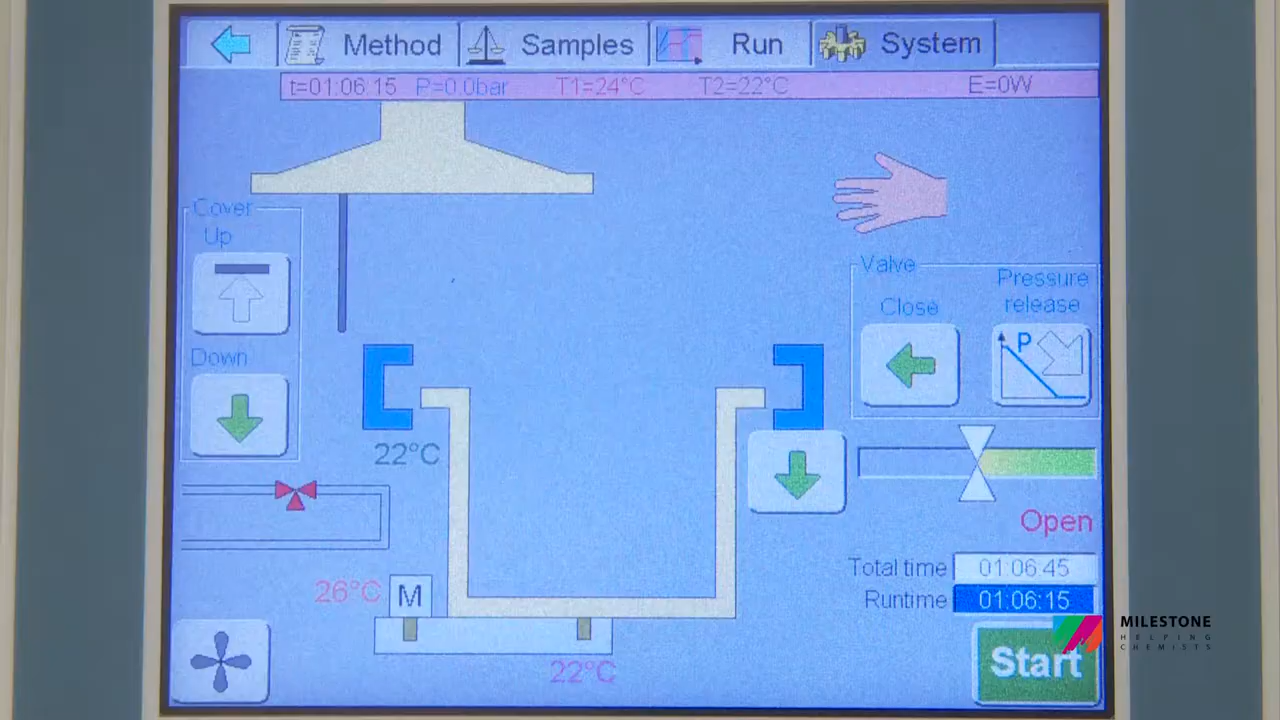 Method Samples Run System
t=01:06:15 P=0.0bar T1=24°C T2=22°C E=0W
Cover
Up
Down
Valve
Close
Pressure
release
P
22°C
Open
Total time 01:06:45
Runtime 01:06:15
26°C M
22°C
Start
MILESTONE
HELPING
CHEMISTS